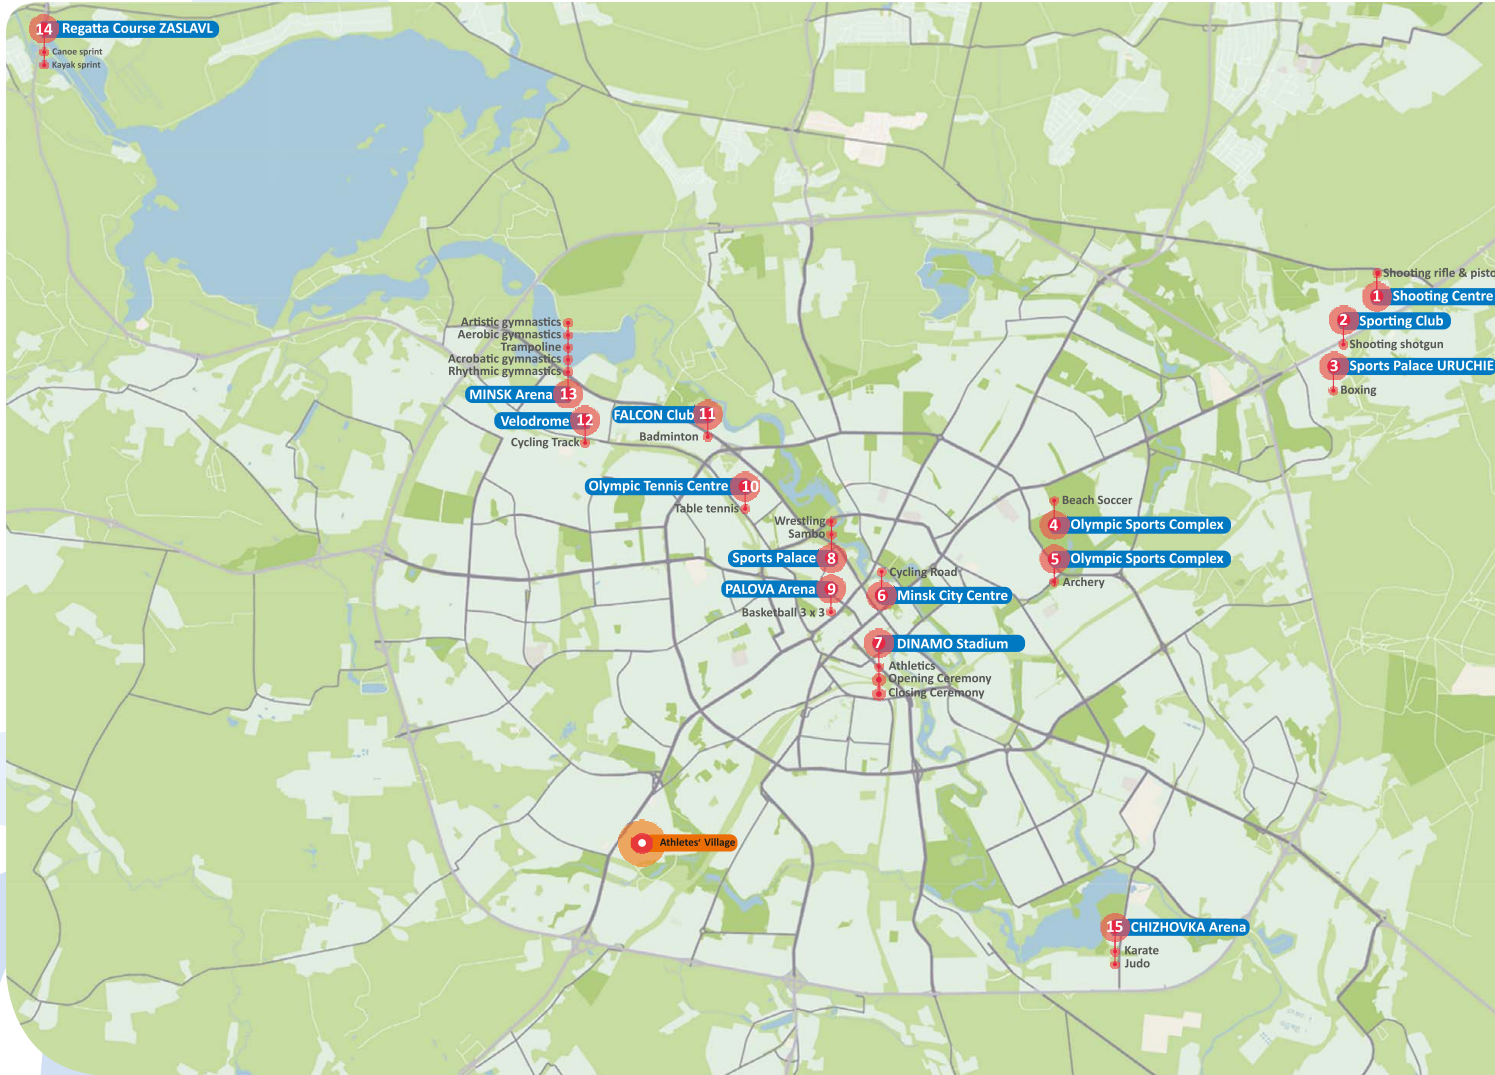 14 Regatta Course ZASLAVL
Canoe sprint
Kayak sprint
Shooting rifle & pisto
1 Shooting Centre
2 Sporting Club
Shooting shotgun
3 Sports Palace URUCHIE
Boxing
Artistic gymnastics
Aerobic gymnastics
Trampoline
Acrobatic gymnastics
Rhythmic gymnastics
MINSK Arena 13
Velodrome 12
Cycling Track
FALCON Club 11
Badminton
Olympic Tennis Centre 10
Table tennis
Wrestling
Sambo
Sports Palace 8
PALOVA Arena 9
Basketball 3 x 3
Beach Soccer
4 Olympic Sports Complex
5 Olympic Sports Complex
Archery
Cycling Road
6 Minsk City Centre
7 DINAMO Stadium
Athletics
Opening Ceremony
Closing Ceremony
Athletes' Village
15 CHIZHOVKA Arena
Karate
Judo